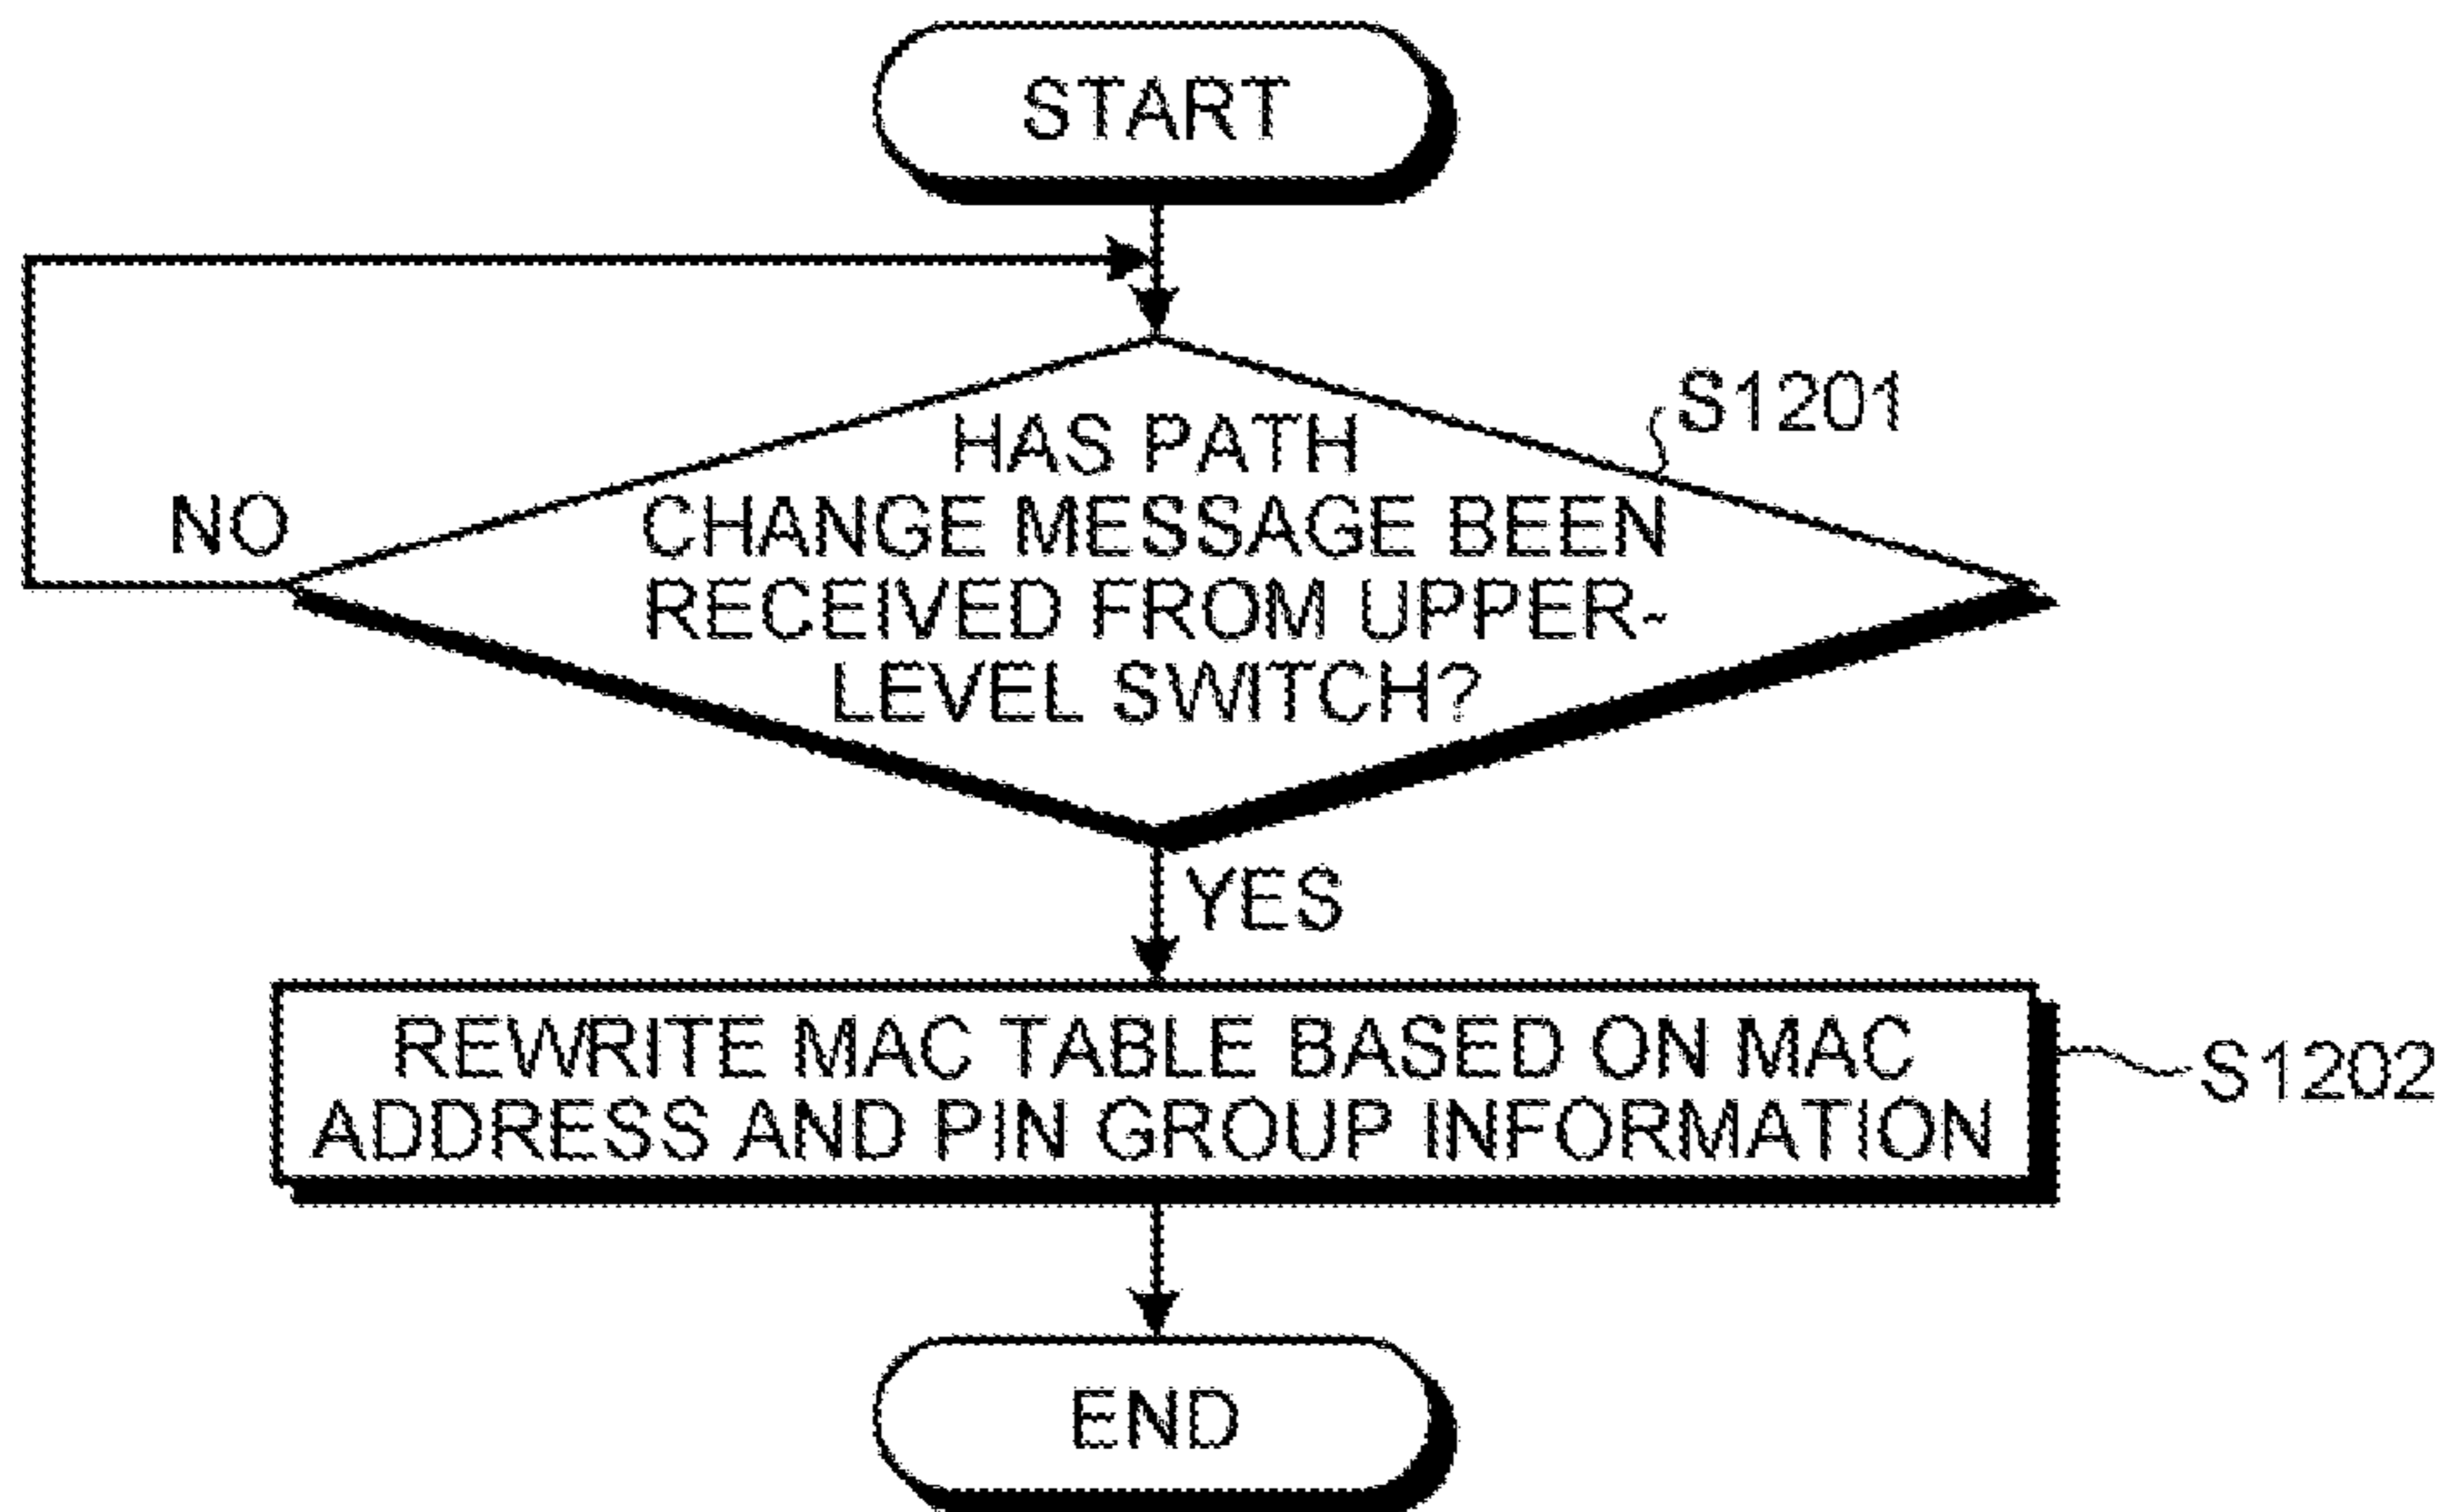 START
S1201
HAS PATH
NO
CHANGE MESSAGE BEEN
RECEIVED FROM UPPER-
LEVEL SWITCH?
YES
REWRITE MAC TABLE BASED ON MAC
ADDRESS AND PIN GROUP INFORMATION
S1202
END